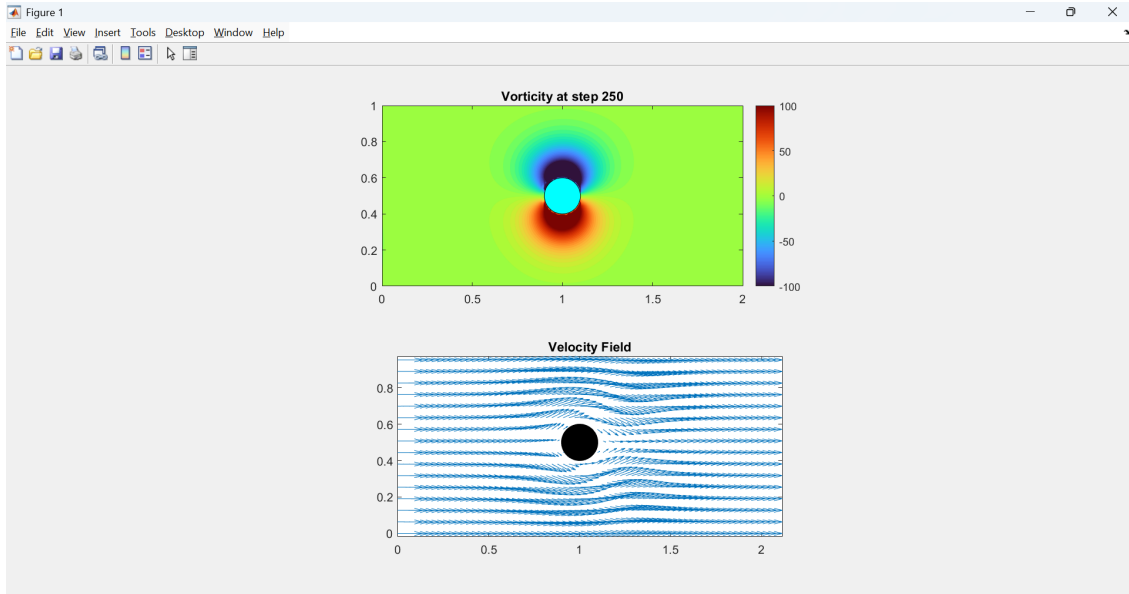 Figure 1
File Edit View Insert Tools Desktop Window Help
Vorticity at step 250
1
0.8
0.6
0.4
0.2
0
0 0.5 1 1.5 2
100
50
0
-50
-100
Velocity Field
0.8
0.6
0.4
0.2
0
0 0.5 1 1.5 2